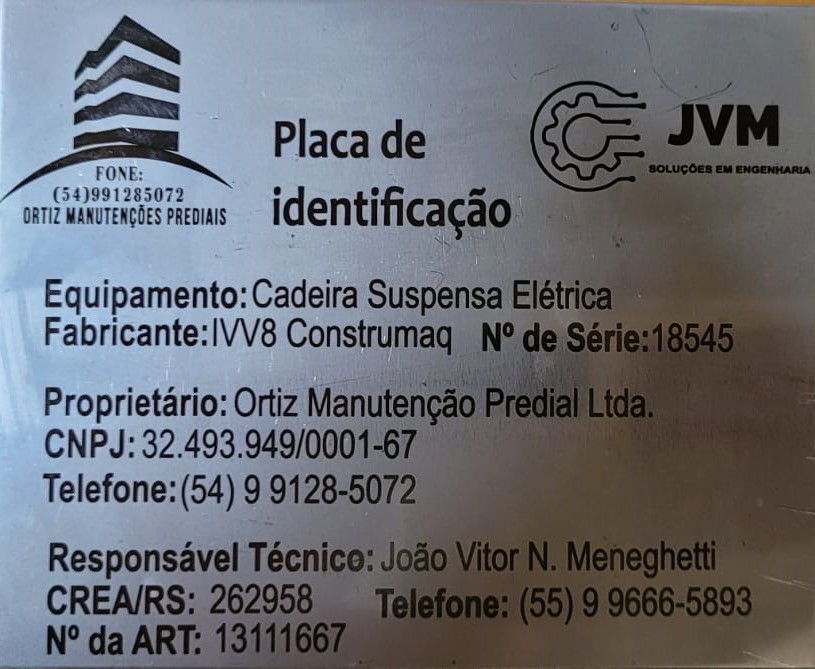 FONE:
(54)991285072
ORTIZ MANUTENÇÕES PREDIAIS
Placa de
identificação
JVM
SOLUÇÕES EM ENGENHARIA
Equipamento: Cadeira Suspensa Elétrica
Fabricante: IVV8 Construmaq Nº de Série: 18545
Proprietário: Ortiz Manutenção Predial Ltda.
CNPJ: 32.493.949/0001-67
Telefone: (54) 9 9128-5072
Responsável Técnico: João Vitor N. Meneghetti
CREA/RS: 262958 Telefone: (55) 9 9666-5893
Nº da ART: 13111667